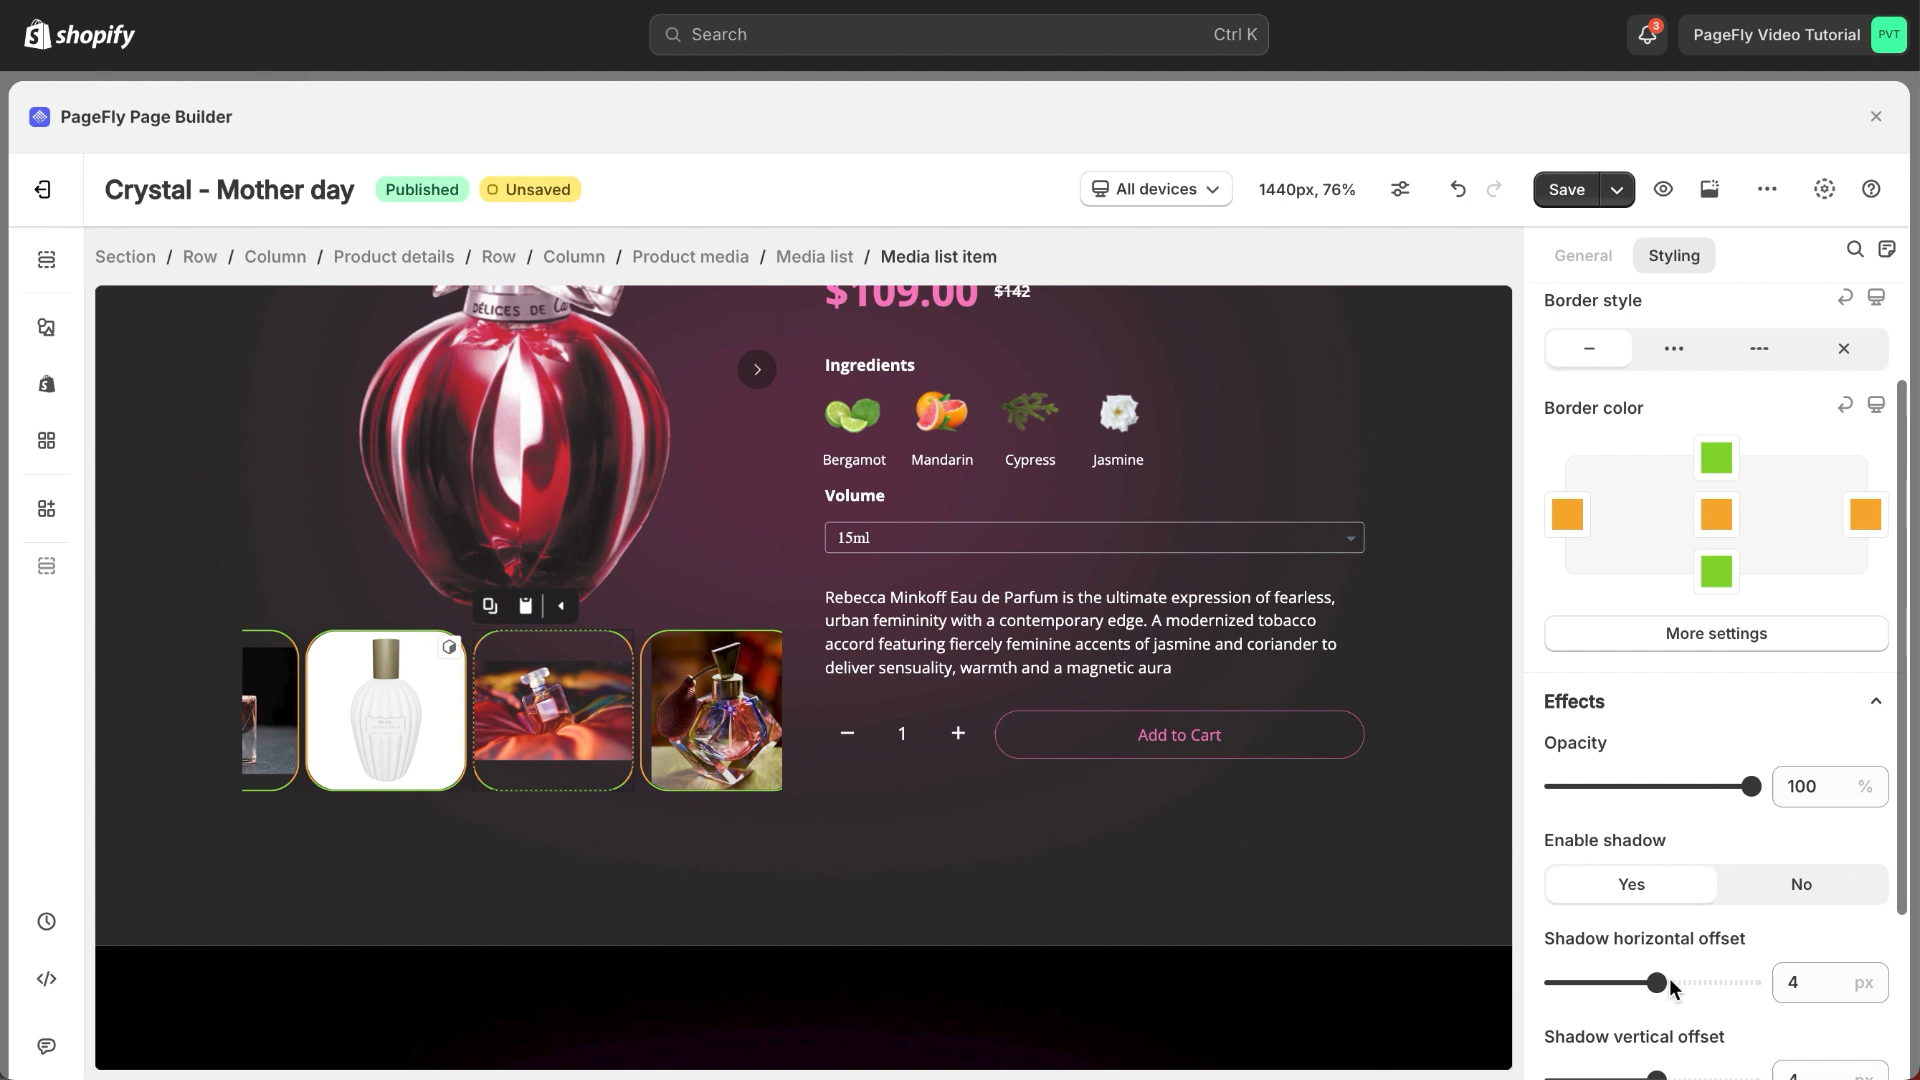 shopify
Search
Ctrl K
3
PageFly Video Tutorial
PVT
PageFly Page Builder
Crystal - Mother day
Published
Unsaved
All devices
1440px, 76%
Save
Section / Row / Column / Product details / Row / Column / Product media / Media list / Media list item
General
Styling
DÉLICES DE
$109.00
$142
Ingredients
Bergamot
Mandarin
Cypress
Jasmine
Volume
15ml
Rebecca Minkoff Eau de Parfum is the ultimate expression of fearless,
urban femininity with a contemporary edge. A modernized tobacco
accord featuring fiercely feminine accents of jasmine and coriander to
deliver sensuality, warmth and a magnetic aura
1
Add to Cart
Border style
Border color
More settings
Effects
Opacity
100 %
Enable shadow
Yes
No
Shadow horizontal offset
4 px
Shadow vertical offset
4 px